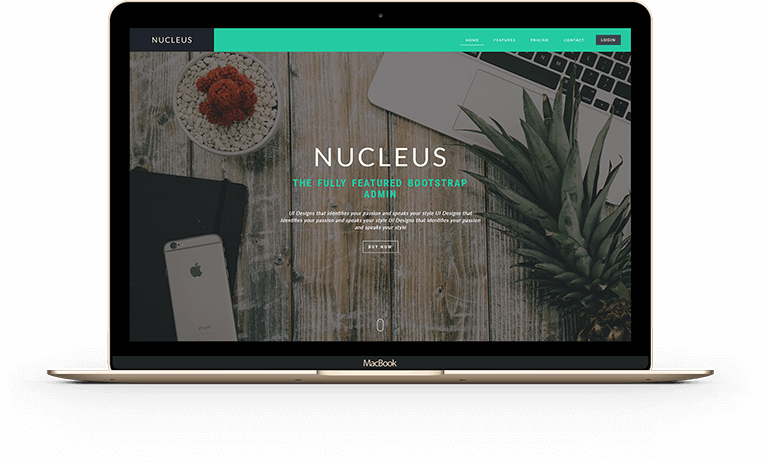 NUCLEUS
HOME FEATURES PRICING CONTACT LOGIN
NUCLEUS
THE FULLY FEATURED BOOTSTRAP
ADMIN
UI Designs that identifies your passion and speaks your style UI Designs that
identifies your passion and speaks your style UI Designs that identifies your passion
and speaks your style
BUY NOW
iPhone
MacBook